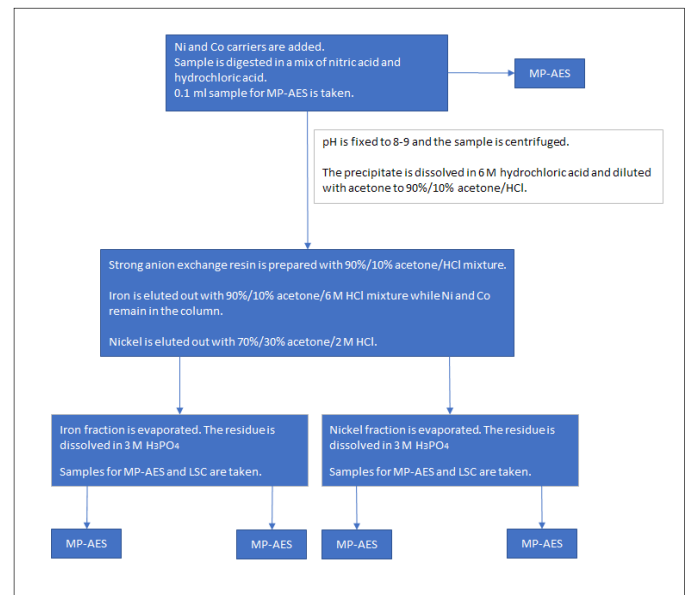 Ni and Co carriers are added.
Sample is digested in a mix of nitric acid and
hydrochloric acid.
0.1 ml sample for MP-AES is taken.
MP-AES
pH is fixed to 8-9 and the sample is centrifuged.
The precipitate is dissolved in 6 M hydrochloric acid and diluted
with acetone to 90%/10% acetone/HCl.
Strong anion exchange resin is prepared with 90%/10% acetone/HCl mixture.
Iron is eluted out with 90%/10% acetone/6 M HCl mixture while Ni and Co
remain in the column.
Nickel is eluted out with 70%/30% acetone/2 M HCl.
Iron fraction is evaporated. The residue is
dissolved in 3 M H3PO4
Samples for MP-AES and LSC are taken.
Nickel fraction is evaporated. The residue is
dissolved in 3 M H3PO4
Samples for MP-AES and LSC are taken.
MP-AES
MP-AES
MP-AES
MP-AES